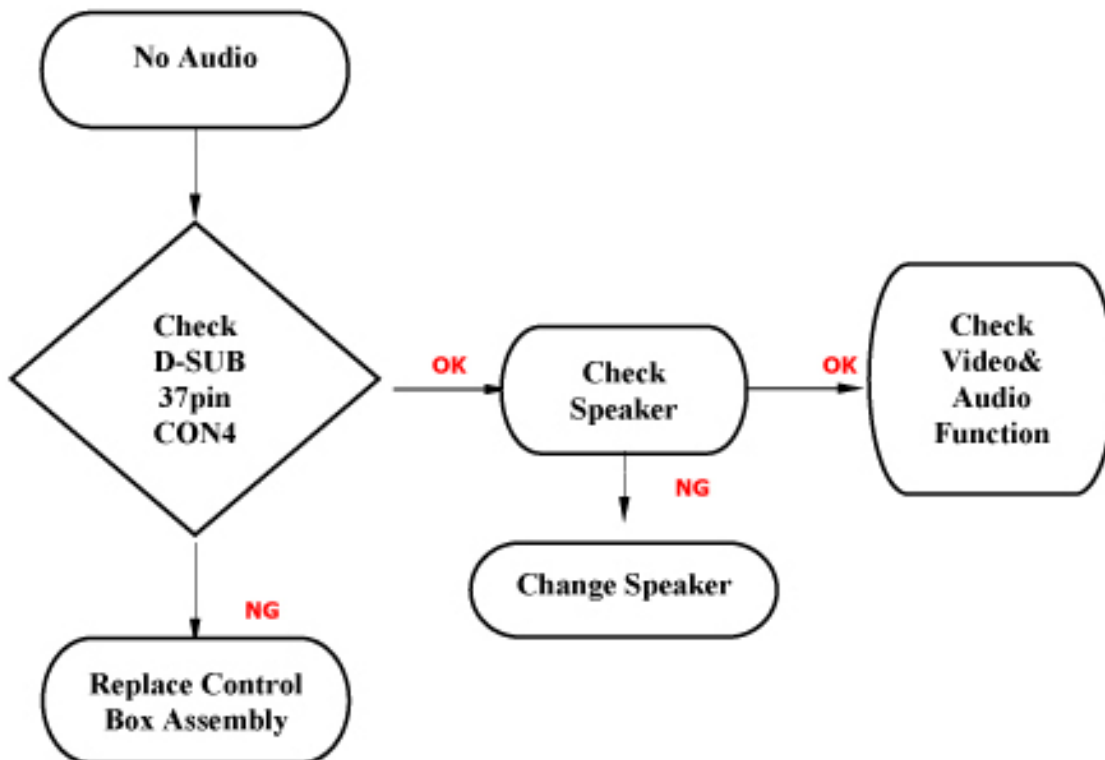 No Audio
Check
D-SUB
37pin
CON4
OK
Check
Speaker
OK
Check
Video&
Audio
Function
NG
Change Speaker
NG
Replace Control
Box Assembly